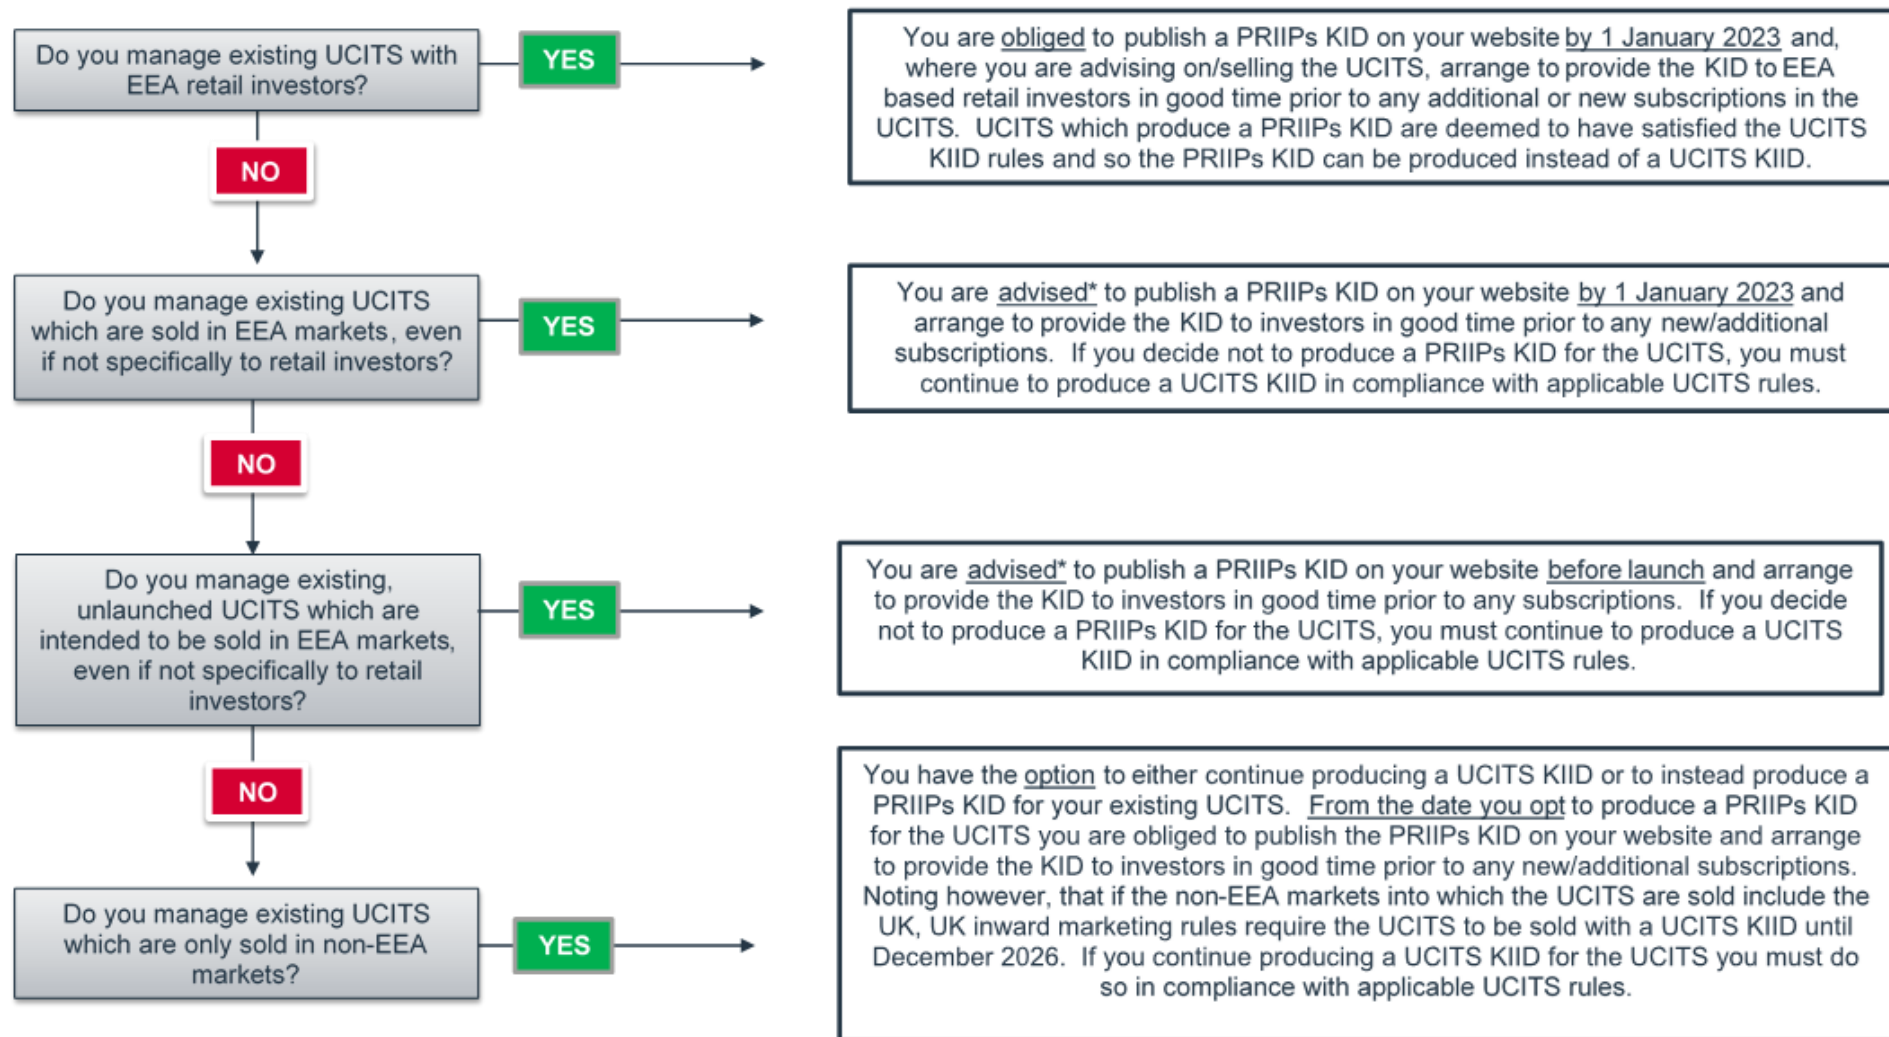 Do you manage existing UCITS with
EEA retail investors?
YES
You are obliged to publish a PRIIPs KID on your website by 1 January 2023 and,
where you are advising on/selling the UCITS, arrange to provide the KID to EEA
based retail investors in good time prior to any additional or new subscriptions in the
UCITS. UCITS which produce a PRIIPs KID are deemed to have satisfied the UCITS
KIID rules and so the PRIIPs KID can be produced instead of a UCITS KIID.
NO
Do you manage existing UCITS
which are sold in EEA markets, even
if not specifically to retail investors?
YES
You are advised* to publish a PRIIPs KID on your website by 1 January 2023 and
arrange to provide the KID to investors in good time prior to any new/additional
subscriptions. If you decide not to produce a PRIIPs KID for the UCITS, you must
continue to produce a UCITS KIID in compliance with applicable UCITS rules.
NO
Do you manage existing,
unlaunched UCITS which are
intended to be sold in EEA markets,
even if not specifically to retail
investors?
YES
You are advised* to publish a PRIIPs KID on your website before launch and arrange
to provide the KID to investors in good time prior to any subscriptions. If you decide
not to produce a PRIIPs KID for the UCITS, you must continue to produce a UCITS
KIID in compliance with applicable UCITS rules.
NO
Do you manage existing UCITS
which are only sold in non-EEA
markets?
YES
You have the option to either continue producing a UCITS KIID or to instead produce a
PRIIPs KID for your existing UCITS. From the date you opt to produce a PRIIPs KID
for the UCITS you are obliged to publish the PRIIPs KID on your website and arrange
to provide the KID to investors in good time prior to any new/additional subscriptions.
Noting however, that if the non-EEA markets into which the UCITS are sold include the
UK, UK inward marketing rules require the UCITS to be sold with a UCITS KIID until
December 2026. If you continue producing a UCITS KIID for the UCITS you must do
so in compliance with applicable UCITS rules.